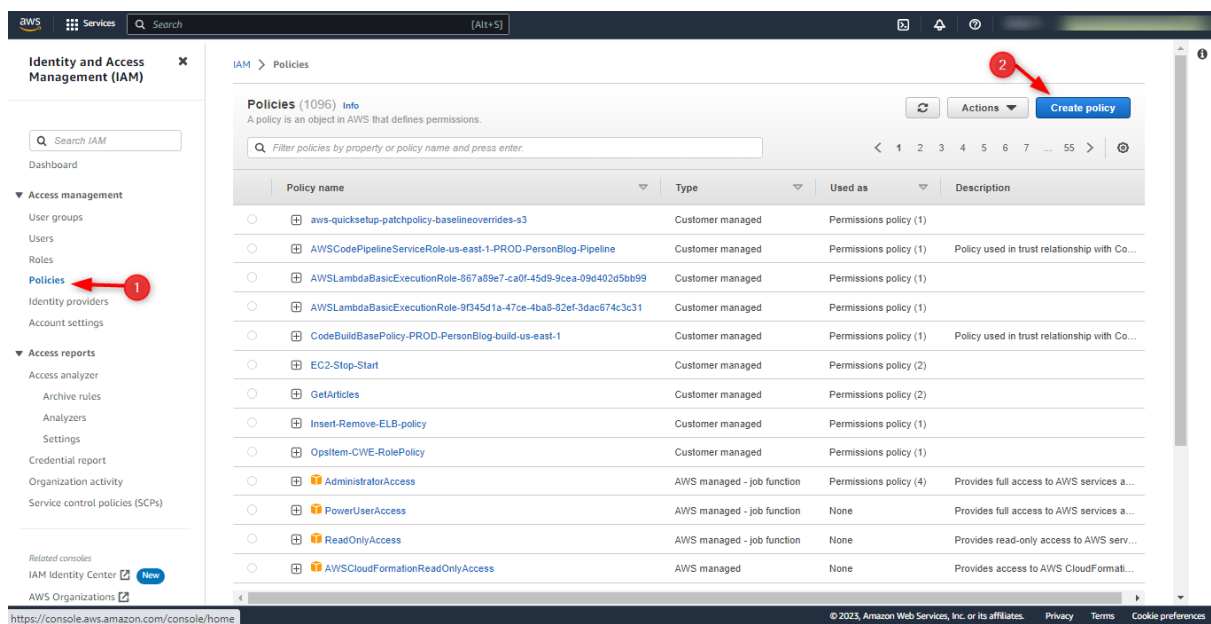 aws Services Search [Alt+S]
Identity and Access Management (IAM)
Search IAM
Dashboard
Access management
User groups
Users
Roles
Policies
1
Identity providers
Account settings
Access reports
Access analyzer
Archive rules
Analyzers
Settings
Credential report
Organization activity
Service control policies (SCPs)
Related consoles
IAM Identity Center New
AWS Organizations
IAM > Policies
2
Policies (1096) Info
A policy is an object in AWS that defines permissions.
Actions Create policy
Filter policies by property or policy name and press enter.
< 1 2 3 4 5 6 7 ... 55 >
Policy name Type Used as Description
aws-quicksetup-patchpolicy-baselineoverrides-s3 Customer managed Permissions policy (1)
AWSCodePipelineServiceRole-us-east-1-PROD-PersonBlog-Pipeline Customer managed Permissions policy (1) Policy used in trust relationship with Co...
AWSLambdaBasicExecutionRole-867a89e7-ca0f-45d9-9cea-09d402d5bb99 Customer managed Permissions policy (1)
AWSLambdaBasicExecutionRole-9f345d1a-47ce-4ba8-82ef-3dac674c3c31 Customer managed Permissions policy (1)
CodeBuildBasePolicy-PROD-PersonBlog-build-us-east-1 Customer managed Permissions policy (1) Policy used in trust relationship with Co...
EC2-Stop-Start Customer managed Permissions policy (2)
GetArticles Customer managed Permissions policy (2)
Insert-Remove-ELB-policy Customer managed Permissions policy (1)
OpsItem-CWE-RolePolicy Customer managed Permissions policy (1)
AdministratorAccess AWS managed - job function Permissions policy (4) Provides full access to AWS services a...
PowerUserAccess AWS managed - job function None Provides full access to AWS services a...
ReadOnlyAccess AWS managed - job function None Provides read-only access to AWS serv...
AWSCloudFormationReadOnlyAccess AWS managed None Provides access to AWS CloudFormati...
https://console.aws.amazon.com/console/home
© 2023, Amazon Web Services, Inc. or its affiliates. Privacy Terms Cookie preferences